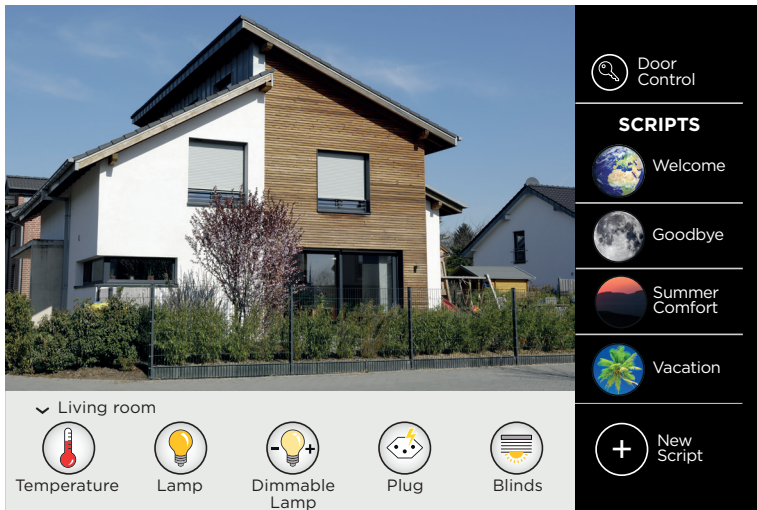 Door
Control
SCRIPTS
Welcome
Goodbye
Summer
Comfort
Vacation
New
Script
Living room
Temperature
Lamp
Dimmable
Lamp
Plug
Blinds